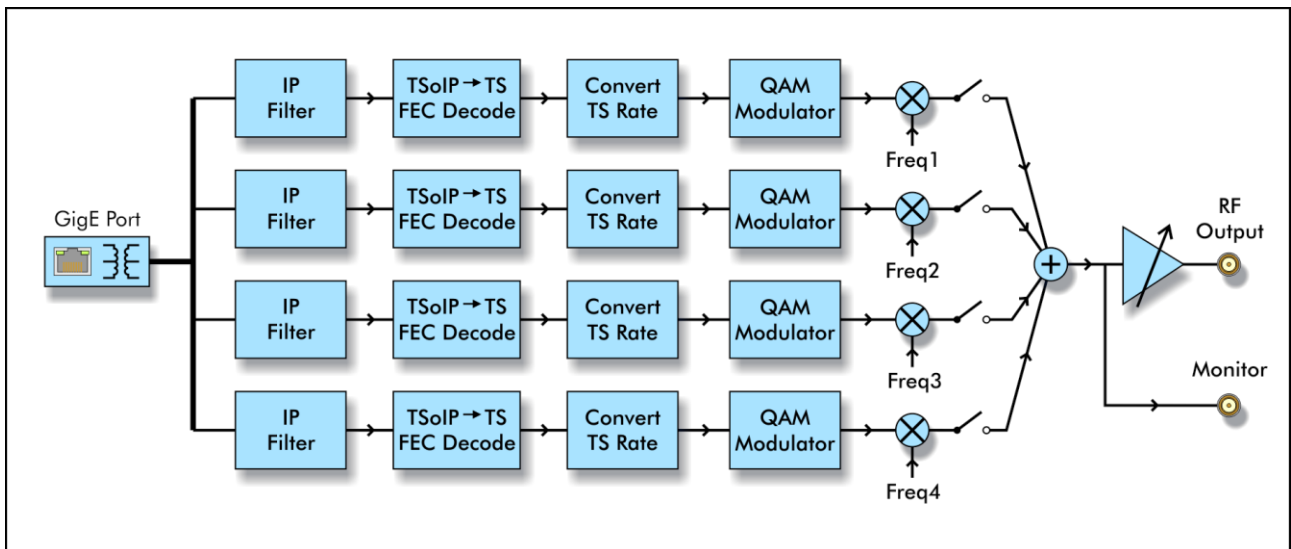 IP
Filter
TSoIP→TS
FEC Decode
Convert
TS Rate
QAM
Modulator
Freq1
IP
Filter
TSoIP→TS
FEC Decode
Convert
TS Rate
QAM
Modulator
Freq2
GigE Port
RF
Output
IP
Filter
TSoIP→TS
FEC Decode
Convert
TS Rate
QAM
Modulator
Freq3
Monitor
IP
Filter
TSoIP→TS
FEC Decode
Convert
TS Rate
QAM
Modulator
Freq4